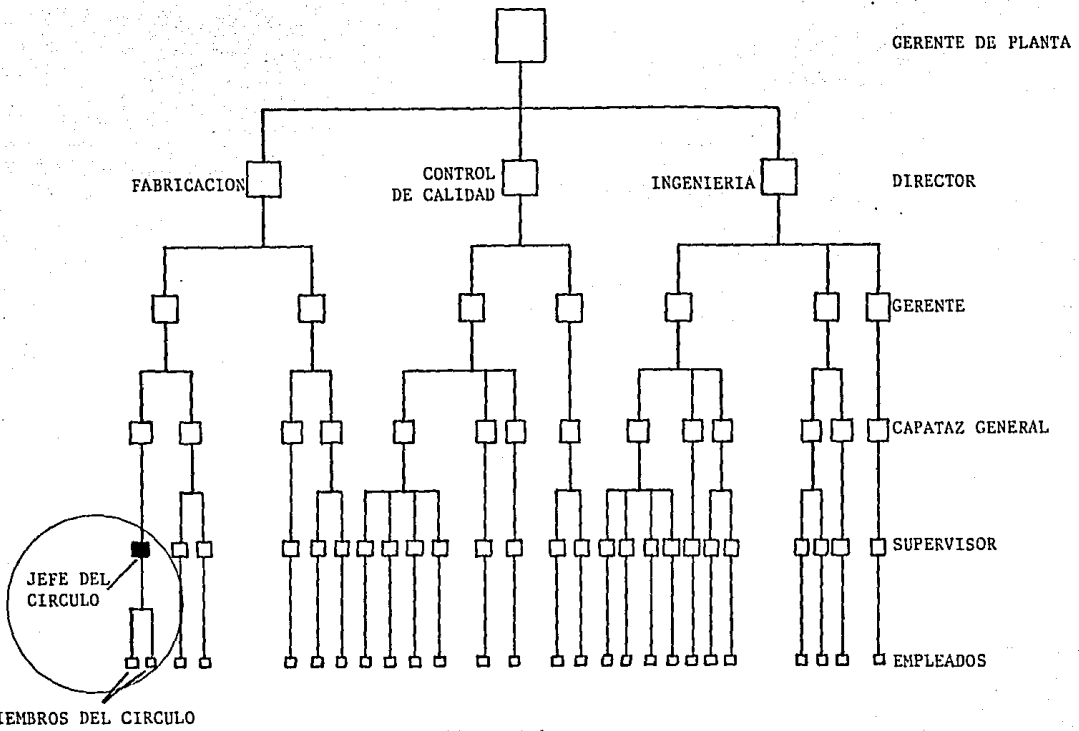 GERENTE DE PLANTA
FABRICACION
CONTROL
DE CALIDAD
INGENIERIA
DIRECTOR
GERENTE
CAPATAZ GENERAL
SUPERVISOR
JEFE DEL
CIRCULO
EMPLEADOS
IEMBROS DEL CIRCULO